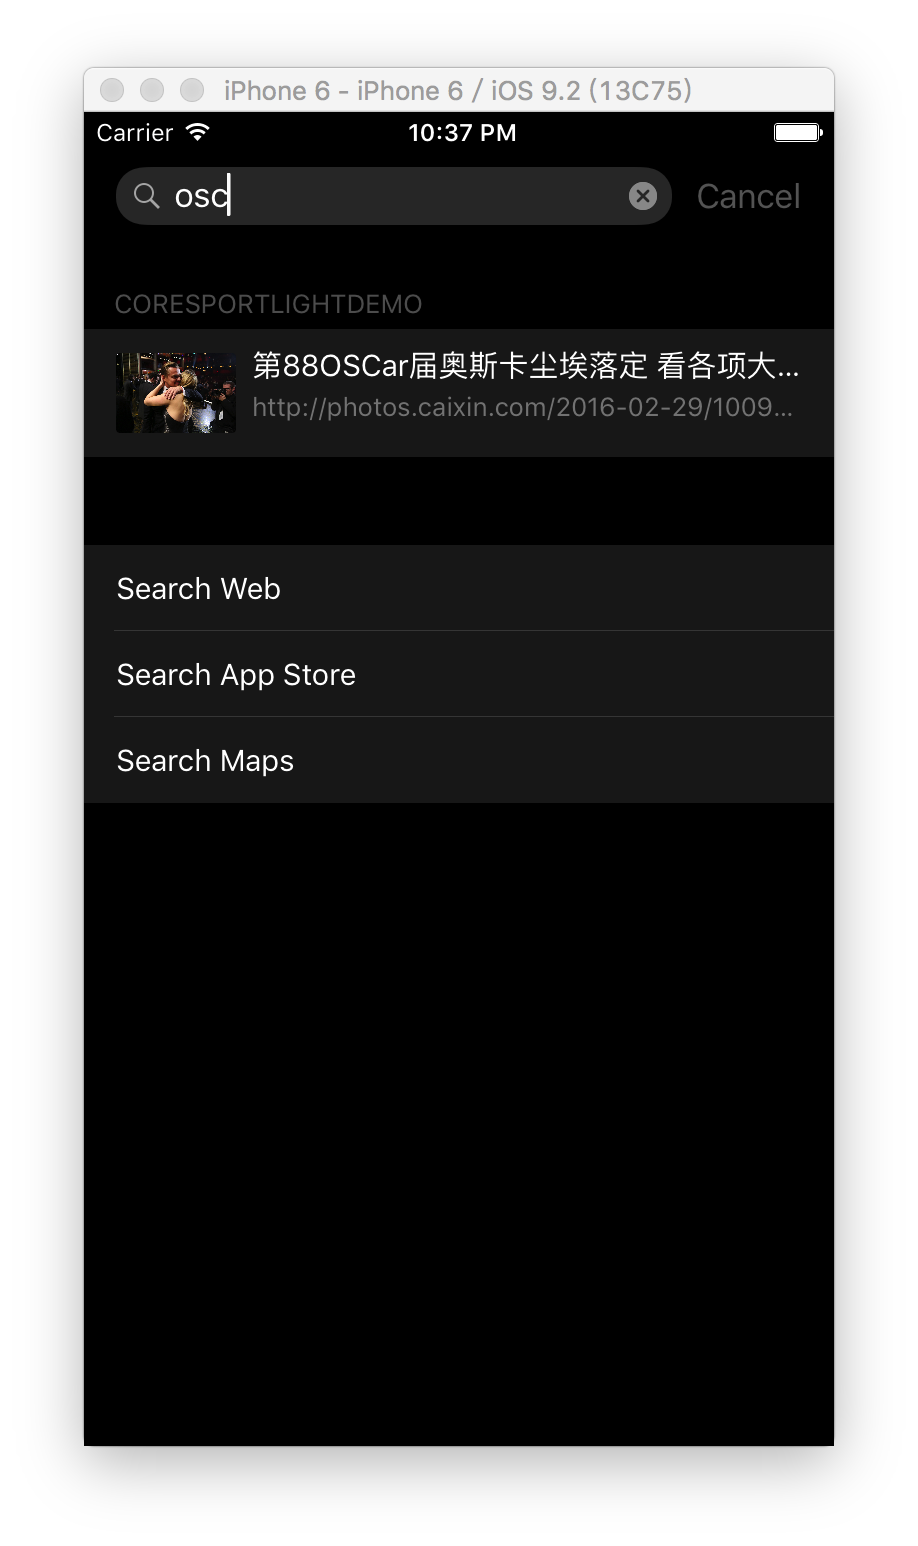 iPhone 6 - iPhone 6 / iOS 9.2 (13C75)
Carrier 10:37 PM
osc Cancel
CORESPORTLIGHTDEMO
第88OSCar届奥斯卡尘埃落定 看各项大...
http://photos.caixin.com/2016-02-29/1009...
Search Web
Search App Store
Search Maps